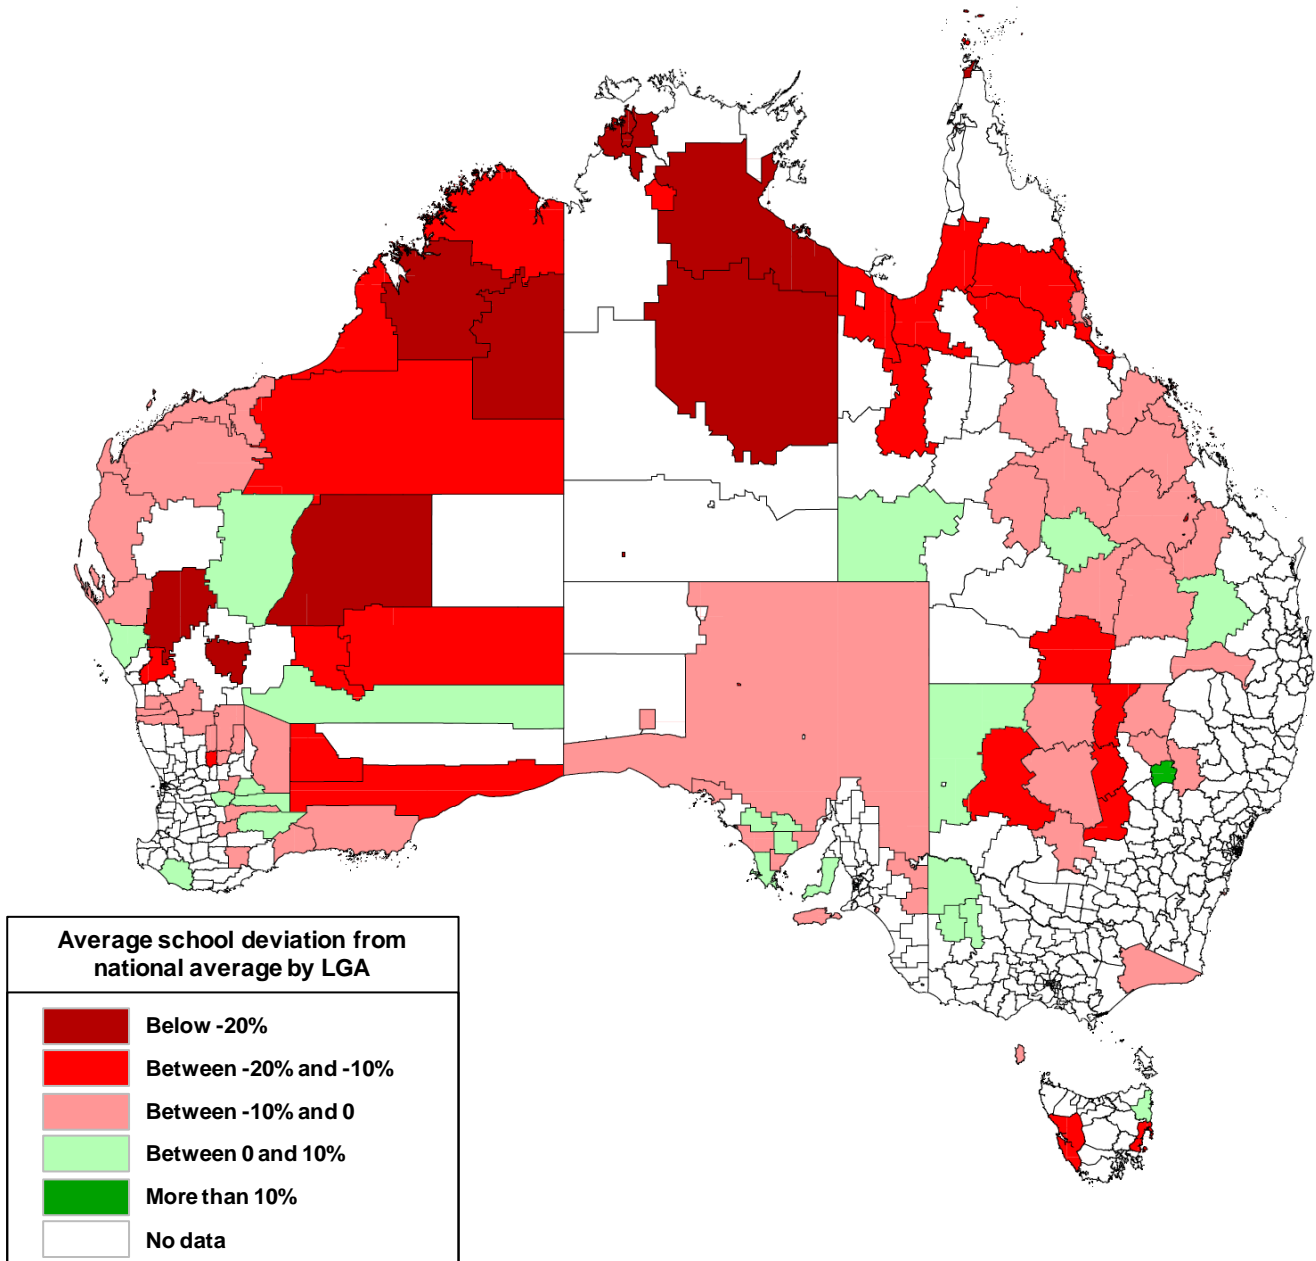 Average school deviation from
national average by LGA
Below -20%
Between -20% and -10%
Between -10% and 0
Between 0 and 10%
More than 10%
No data